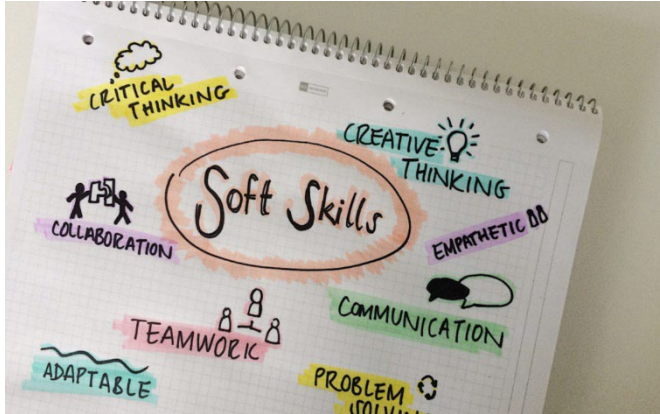 CRITICAL
THINKING
CREATIVE
THINKING
Soft Skills
COLLABORATION
EMPATHETIC
COMMUNICATION
TEAMWORK
ADAPTABLE
PROBLEM